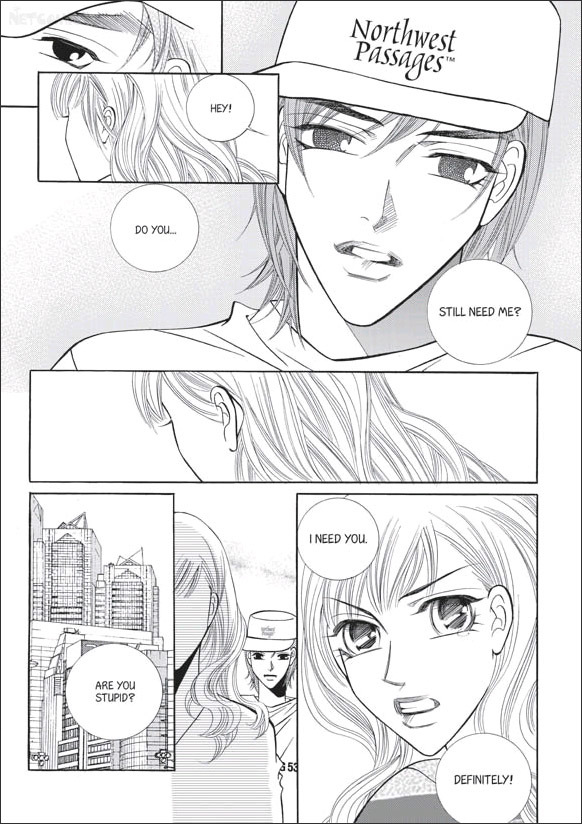 Northwest
Passages™
HEY!
DO YOU...
STILL NEED ME?
ARE YOU
STUPID?
I NEED YOU.
DEFINITELY!